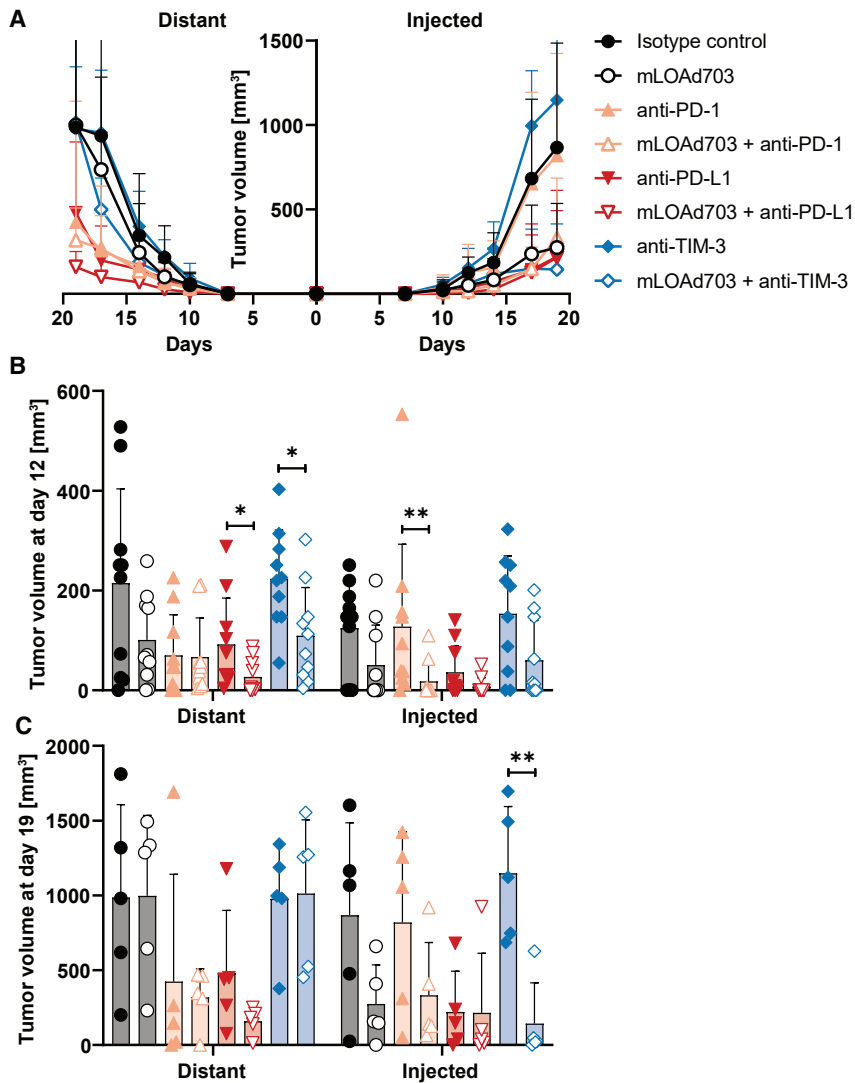 A
Distant
Injected
Tumor volume [mm³]
1500
1000
500
20 15 10 5 0 5 10 15 20
Days
Days
Isotype control
mLOAd703
anti-PD-1
mLOAd703 + anti-PD-1
anti-PD-L1
mLOAd703 + anti-PD-L1
anti-TIM-3
mLOAd703 + anti-TIM-3
B
Tumor volume at day 12 [mm³]
600
400
200
0
*
*
**
Distant
Injected
C
Tumor volume at day 19 [mm³]
2000
1500
1000
500
0
**
Distant
Injected